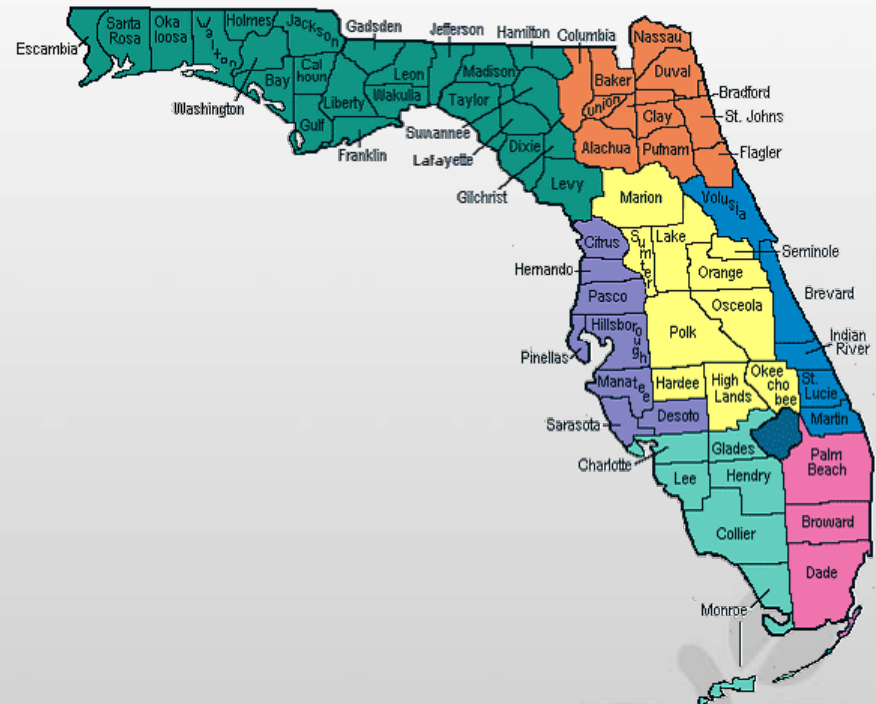 Escambia
Santa
Rosa
Oka
loosa
Walton
Holmes
Jackson
Gadsden
Jefferson
Hamilton
Columbia
Nassau
Washington
Bay
Cal
houn
Liberty
Leon
Wakulla
Madison
Taylor
Gulf
Franklin
Suwannee
Lafayette
Dixie
Gilchrist
Levy
Baker
Duval
Union
Bradford
Clay
St. Johns
Alachua
Putnam
Flagler
Marion
Volusia
Citrus
Sumter
Lake
Seminole
Hernando
Orange
Pasco
Osceola
Brevard
Hillsborough
Polk
Indian
River
Pinellas
Manatee
Hardee
High
Lands
Okee
cho
bee
St.
Lucie
Sarasota
Desoto
Martin
Charlotte
Glades
Palm
Beach
Lee
Hendry
Collier
Broward
Dade
Monroe